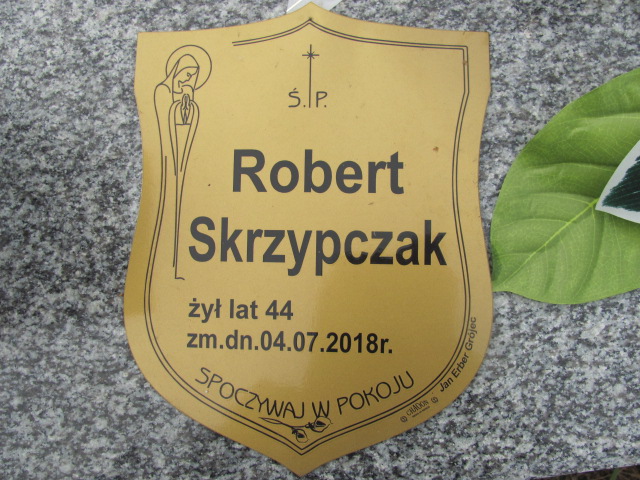 Ś. P.
Robert
Skrzypczak
żył lat 44
zm.dn.04.07.2018r.
SPOCZYWAJ W POKOJU
Jan Erber Grójec